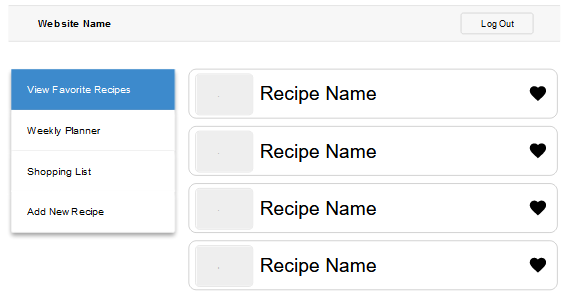 Website Name
Log Out
View Favorite Recipes
Weekly Planner
Shopping List
Add New Recipe
Recipe Name
Recipe Name
Recipe Name
Recipe Name